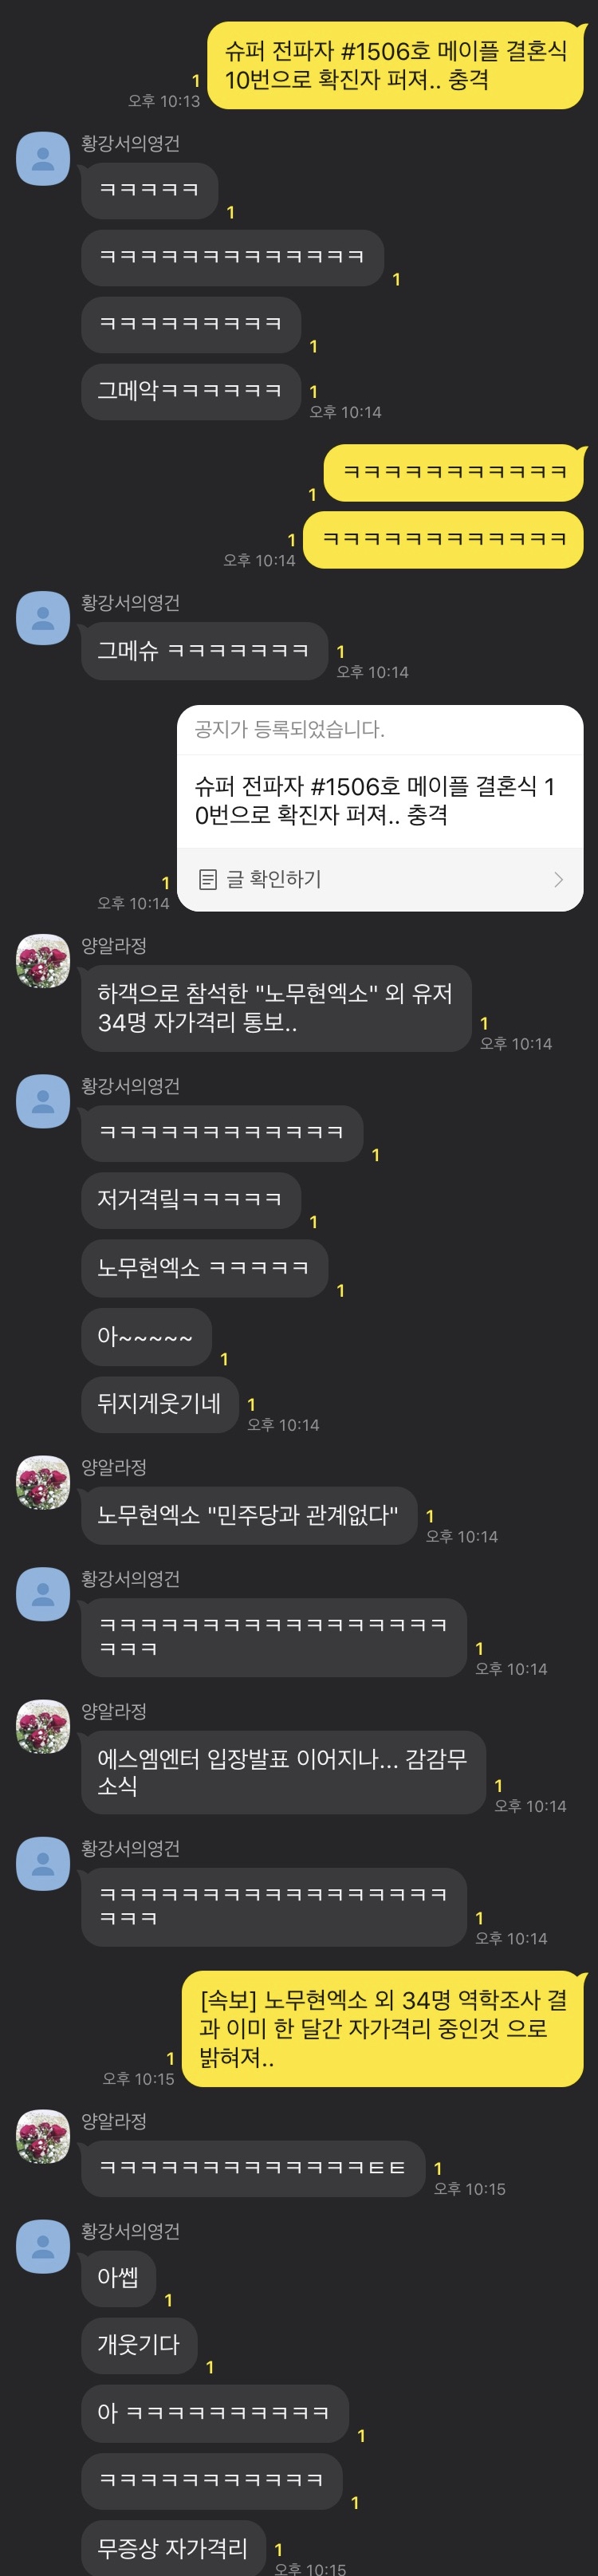 슈퍼 전파자 #1506호 메이플 결혼식
10번으로 확진자 퍼져.. 충격
1
오후 10:13
황강서의영건
ㅋㅋㅋㅋㅋ
1
ㅋㅋㅋㅋㅋㅋㅋㅋㅋㅋㅋㅋㅋ
1
ㅋㅋㅋㅋㅋㅋㅋㅋㅋ
1
그메악ㅋㅋㅋㅋㅋㅋ
1
오후 10:14
ㅋㅋㅋㅋㅋㅋㅋㅋㅋㅋㅋ
1
ㅋㅋㅋㅋㅋㅋㅋㅋㅋㅋㅋㅋ
1
오후 10:14
황강서의영건
그메슈 ㅋㅋㅋㅋㅋㅋㅋ
1
오후 10:14
공지가 등록되었습니다.
슈퍼 전파자 #1506호 메이플 결혼식 1
0번으로 확진자 퍼져.. 충격
글 확인하기
1
오후 10:14
양알라정
하객으로 참석한 "노무현엑소" 외 유저
34명 자가격리 통보..
1
오후 10:14
황강서의영건
ㅋㅋㅋㅋㅋㅋㅋㅋㅋㅋㅋㅋ
1
저거격맄ㅋㅋㅋㅋㅋ
1
노무현엑소 ㅋㅋㅋㅋㅋ
1
아~~~~~
1
뒤지게웃기네
1
오후 10:14
양알라정
노무현엑소 "민주당과 관계없다"
1
오후 10:14
황강서의영건
ㅋㅋㅋㅋㅋㅋㅋㅋㅋㅋㅋㅋㅋㅋㅋㅋㅋ
ㅋㅋㅋ
1
오후 10:14
양알라정
에스엠엔터 입장발표 이어지나... 감감무
소식
1
오후 10:14
황강서의영건
ㅋㅋㅋㅋㅋㅋㅋㅋㅋㅋㅋㅋㅋㅋㅋㅋㅋ
ㅋㅋㅋ
1
오후 10:14
[속보] 노무현엑소 외 34명 역학조사 결
과 이미 한 달간 자가격리 중인것 으로
밝혀져..
1
오후 10:15
양알라정
ㅋㅋㅋㅋㅋㅋㅋㅋㅋㅋㅋㅋㅋㅌㅌ
1
오후 10:15
황강서의영건
아쎕
1
개웃기다
1
아 ㅋㅋㅋㅋㅋㅋㅋㅋㅋㅋ
1
ㅋㅋㅋㅋㅋㅋㅋㅋㅋㅋㅋ
1
무증상 자가격리
1
오후 10:15